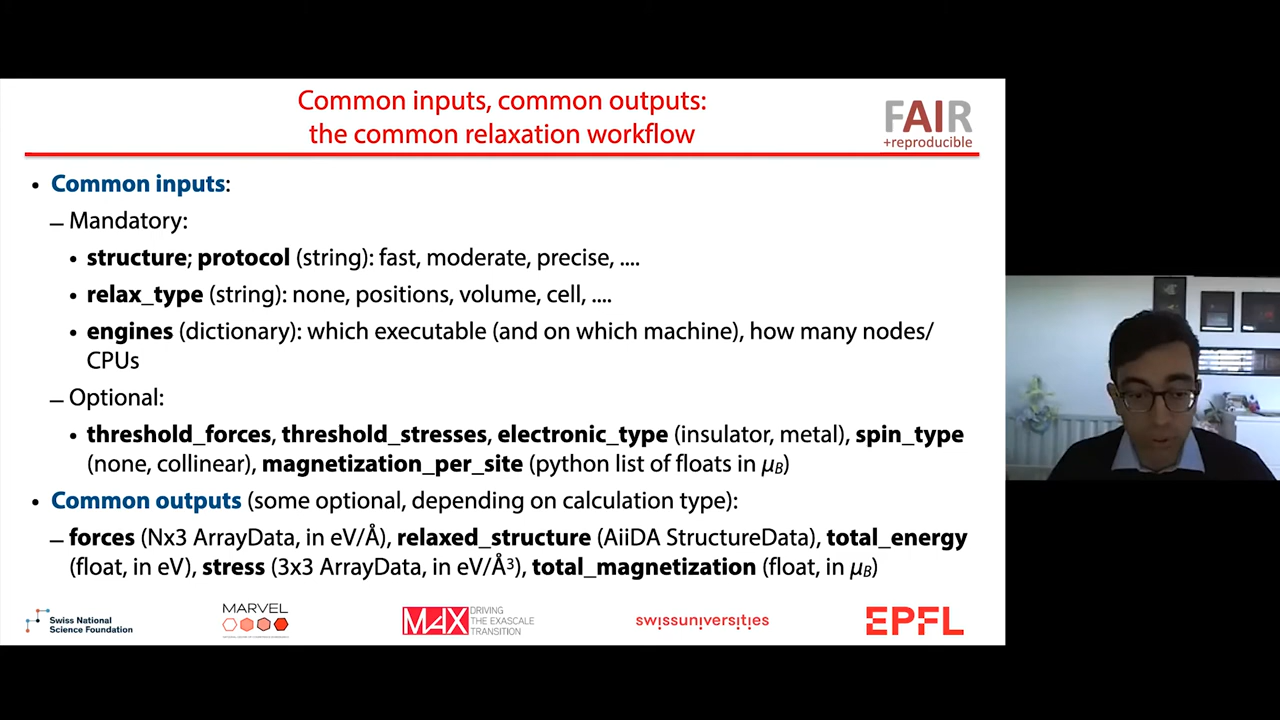 Common inputs, common outputs:
the common relaxation workflow
FAIR
+reproducible
• Common inputs:
– Mandatory:
• structure; protocol (string): fast, moderate, precise, ....
• relax_type (string): none, positions, volume, cell, ....
• engines (dictionary): which executable (and on which machine), how many nodes/
CPUs
– Optional:
• threshold_forces, threshold_stresses, electronic_type (insulator, metal), spin_type
(none, collinear), magnetization_per_site (python list of floats in μB)
• Common outputs (some optional, depending on calculation type):
– forces (Nx3 ArrayData, in eV/Å), relaxed_structure (AiiDA StructureData), total_energy
(float, in eV), stress (3x3 ArrayData, in eV/Å³), total_magnetization (float, in μB)
Swiss National
Science Foundation
MARVEL
MAX
DRIVING
THE EXASCALE
TRANSITION
swissuniversities
EPFL